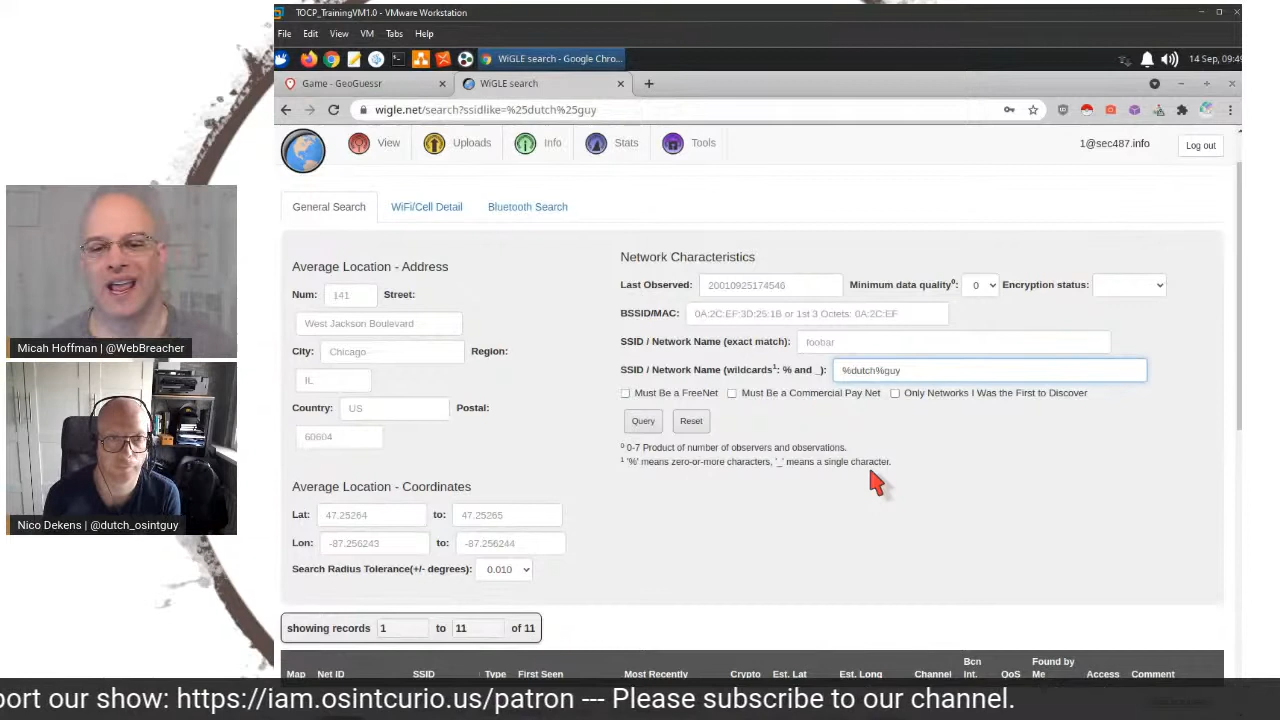 TOCP_TrainingVM1.0 - VMware Workstation
File Edit View VM Tabs Help
WiGLE search - Google Chro...
14 Sep, 09:4
Game - GeoGuessr
WiGLE search
wigle.net/search?ssidlike=%25dutch%25guy
View Uploads Info Stats Tools
1@sec487.info
Log out
General Search WiFi/Cell Detail Bluetooth Search
Average Location - Address
Num: 141 Street:
West Jackson Boulevard
City: Chicago Region:
IL
Country: US Postal:
60604
Average Location - Coordinates
Lat: 47.25264 to: 47.25265
Lon: -87.256243 to: -87.256244
Search Radius Tolerance(+/- degrees): 0.010
Network Characteristics
Last Observed: 20010925174546 Minimum data quality⁰: 0 Encryption status:
BSSID/MAC: 0A:2C:EF:3D:25:1B or 1st 3 Octets: 0A:2C:EF
SSID / Network Name (exact match): foobar
SSID / Network Name (wildcards¹: % and _): %dutch%guy
Must Be a FreeNet Must Be a Commercial Pay Net Only Networks I Was the First to Discover
Query Reset
⁰ 0-7 Product of number of observers and observations.
¹ '%' means zero-or-more characters, '_' means a single character.
showing records 1 to 11 of 11
Map Net ID SSID Type First Seen Most Recently Crypto Est. Lat Est. Long Channel Bcn Int. QoS Found by Me Access Comment
Micah Hoffman | @WebBreacher
Nico Dekens | @dutch_osintguy
port our show: https://iam.osintcurio.us/patron --- Please subscribe to our channel.